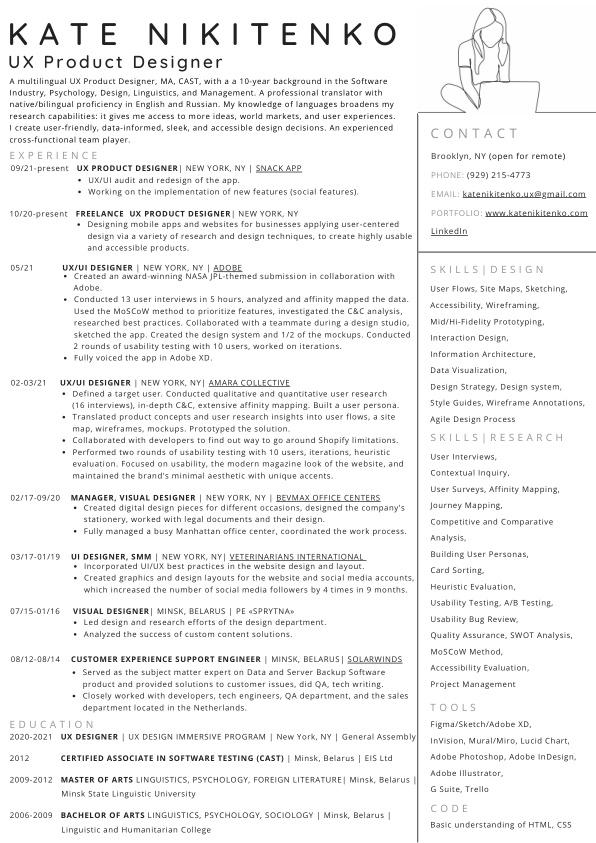 KATE NIKITENKO
UX Product Designer
A multilingual UX Product Designer, MA, CAST, with a a 10-year background in the Software
Industry, Psychology, Design, Linguistics, and Management. A professional translator with
native/bilingual proficiency in English and Russian. My knowledge of languages broadens my
research capabilities: it gives me access to more ideas, world markets, and user experiences.
I create user-friendly, data-informed, sleek, and accessible design decisions. An experienced
cross-functional team player.
EXPERIENCE
09/21-present UX PRODUCT DESIGNER| NEW YORK, NY | SNACK APP
• UX/UI audit and redesign of the app.
• Working on the implementation of new features (social features).
10/20-present FREELANCE UX PRODUCT DESIGNER| NEW YORK, NY
• Designing mobile apps and websites for businesses applying user-centered
design via a variety of research and design techniques, to create highly usable
and accessible products.
05/21 UX/UI DESIGNER | NEW YORK, NY | ADOBE
• Created an award-winning NASA JPL-themed submission in collaboration with
Adobe.
• Conducted 13 user interviews in 5 hours, analyzed and affinity mapped the data.
Used the MoSCoW method to prioritize features, investigated the C&C analysis,
researched best practices. Collaborated with a teammate during a design studio,
sketched the app. Created the design system and 1/2 of the mockups. Conducted
2 rounds of usability testing with 10 users, worked on iterations.
• Fully voiced the app in Adobe XD.
02-03/21 UX/UI DESIGNER | NEW YORK, NY| AMARA COLLECTIVE
• Defined a target user. Conducted qualitative and quantitative user research
(16 interviews), in-depth C&C, extensive affinity mapping. Built a user persona.
• Translated product concepts and user research insights into user flows, a site
map, wireframes, mockups. Prototyped the solution.
• Collaborated with developers to find out way to go around Shopify limitations.
• Performed two rounds of usability testing with 10 users, iterations, heuristic
evaluation. Focused on usability, the modern magazine look of the website, and
maintained the brand's minimal aesthetic with unique accents.
02/17-09/20 MANAGER, VISUAL DESIGNER | NEW YORK, NY | BEVMAX OFFICE CENTERS
• Created digital design pieces for different occasions, designed the company's
stationery, worked with legal documents and their design.
• Fully managed a busy Manhattan office center, coordinated the work process.
03/17-01/19 UI DESIGNER, SMM | NEW YORK, NY| VETERINARIANS INTERNATIONAL
• Incorporated UI/UX best practices in the website design and layout.
• Created graphics and design layouts for the website and social media accounts,
which increased the number of social media followers by 4 times in 9 months.
07/15-01/16 VISUAL DESIGNER| MINSK, BELARUS | PE «SPRYTNA»
• Led design and research efforts of the design department.
• Analyzed the success of custom content solutions.
08/12-08/14 CUSTOMER EXPERIENCE SUPPORT ENGINEER | MINSK, BELARUS| SOLARWINDS
• Served as the subject matter expert on Data and Server Backup Software
product and provided solutions to customer issues, did QA, tech writing.
• Closely worked with developers, tech engineers, QA department, and the sales
department located in the Netherlands.
EDUCATION
2020-2021 UX DESIGNER | UX DESIGN IMMERSIVE PROGRAM | New York, NY | General Assembly
2012 CERTIFIED ASSOCIATE IN SOFTWARE TESTING (CAST) | Minsk, Belarus | EIS Ltd
2009-2012 MASTER OF ARTS LINGUISTICS, PSYCHOLOGY, FOREIGN LITERATURE| Minsk, Belarus |
Minsk State Linguistic University
2006-2009 BACHELOR OF ARTS LINGUISTICS, PSYCHOLOGY, SOCIOLOGY | Minsk, Belarus |
Linguistic and Humanitarian College
CONTACT
Brooklyn, NY (open for remote)
PHONE: (929) 215-4773
EMAIL: katenikitenko.ux@gmail.com
PORTFOLIO: www.katenikitenko.com
LinkedIn
SKILLS|DESIGN
User Flows, Site Maps, Sketching,
Accessibility, Wireframing,
Mid/Hi-Fidelity Prototyping,
Interaction Design,
Information Architecture,
Data Visualization,
Design Strategy, Design system,
Style Guides, Wireframe Annotations,
Agile Design Process
SKILLS|RESEARCH
User Interviews,
Contextual Inquiry,
User Surveys, Affinity Mapping,
Journey Mapping,
Competitive and Comparative
Analysis,
Building User Personas,
Card Sorting,
Heuristic Evaluation,
Usability Testing, A/B Testing,
Usability Bug Review,
Quality Assurance, SWOT Analysis,
MoSCoW Method,
Accessibility Evaluation,
Project Management
TOOLS
Figma/Sketch/Adobe XD,
InVision, Mural/Miro, Lucid Chart,
Adobe Photoshop, Adobe InDesign,
Adobe Illustrator,
G Suite, Trello
CODE
Basic understanding of HTML, CSS